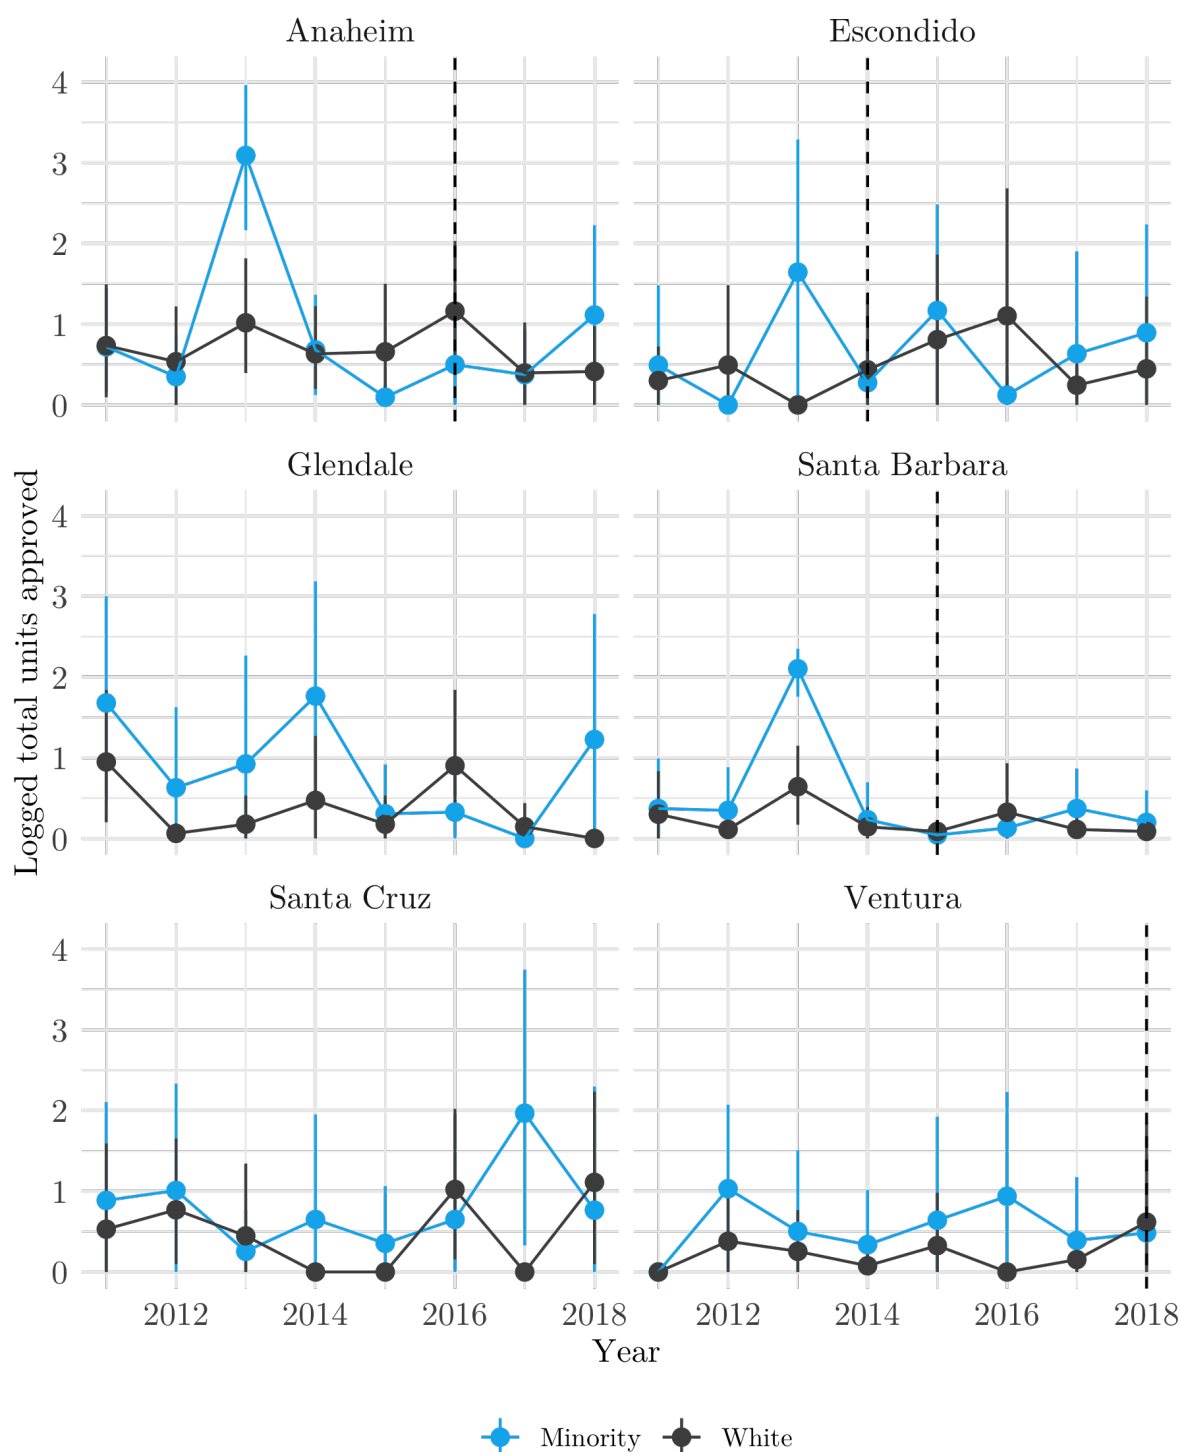 Anaheim
Escondido
4
3
2
1
0
Glendale
Santa Barbara
Logged total units approved
4
3
2
1
0
Santa Cruz
Ventura
4
3
2
1
0
2012 2014 2016 2018
2012 2014 2016 2018
Year
Minority
White